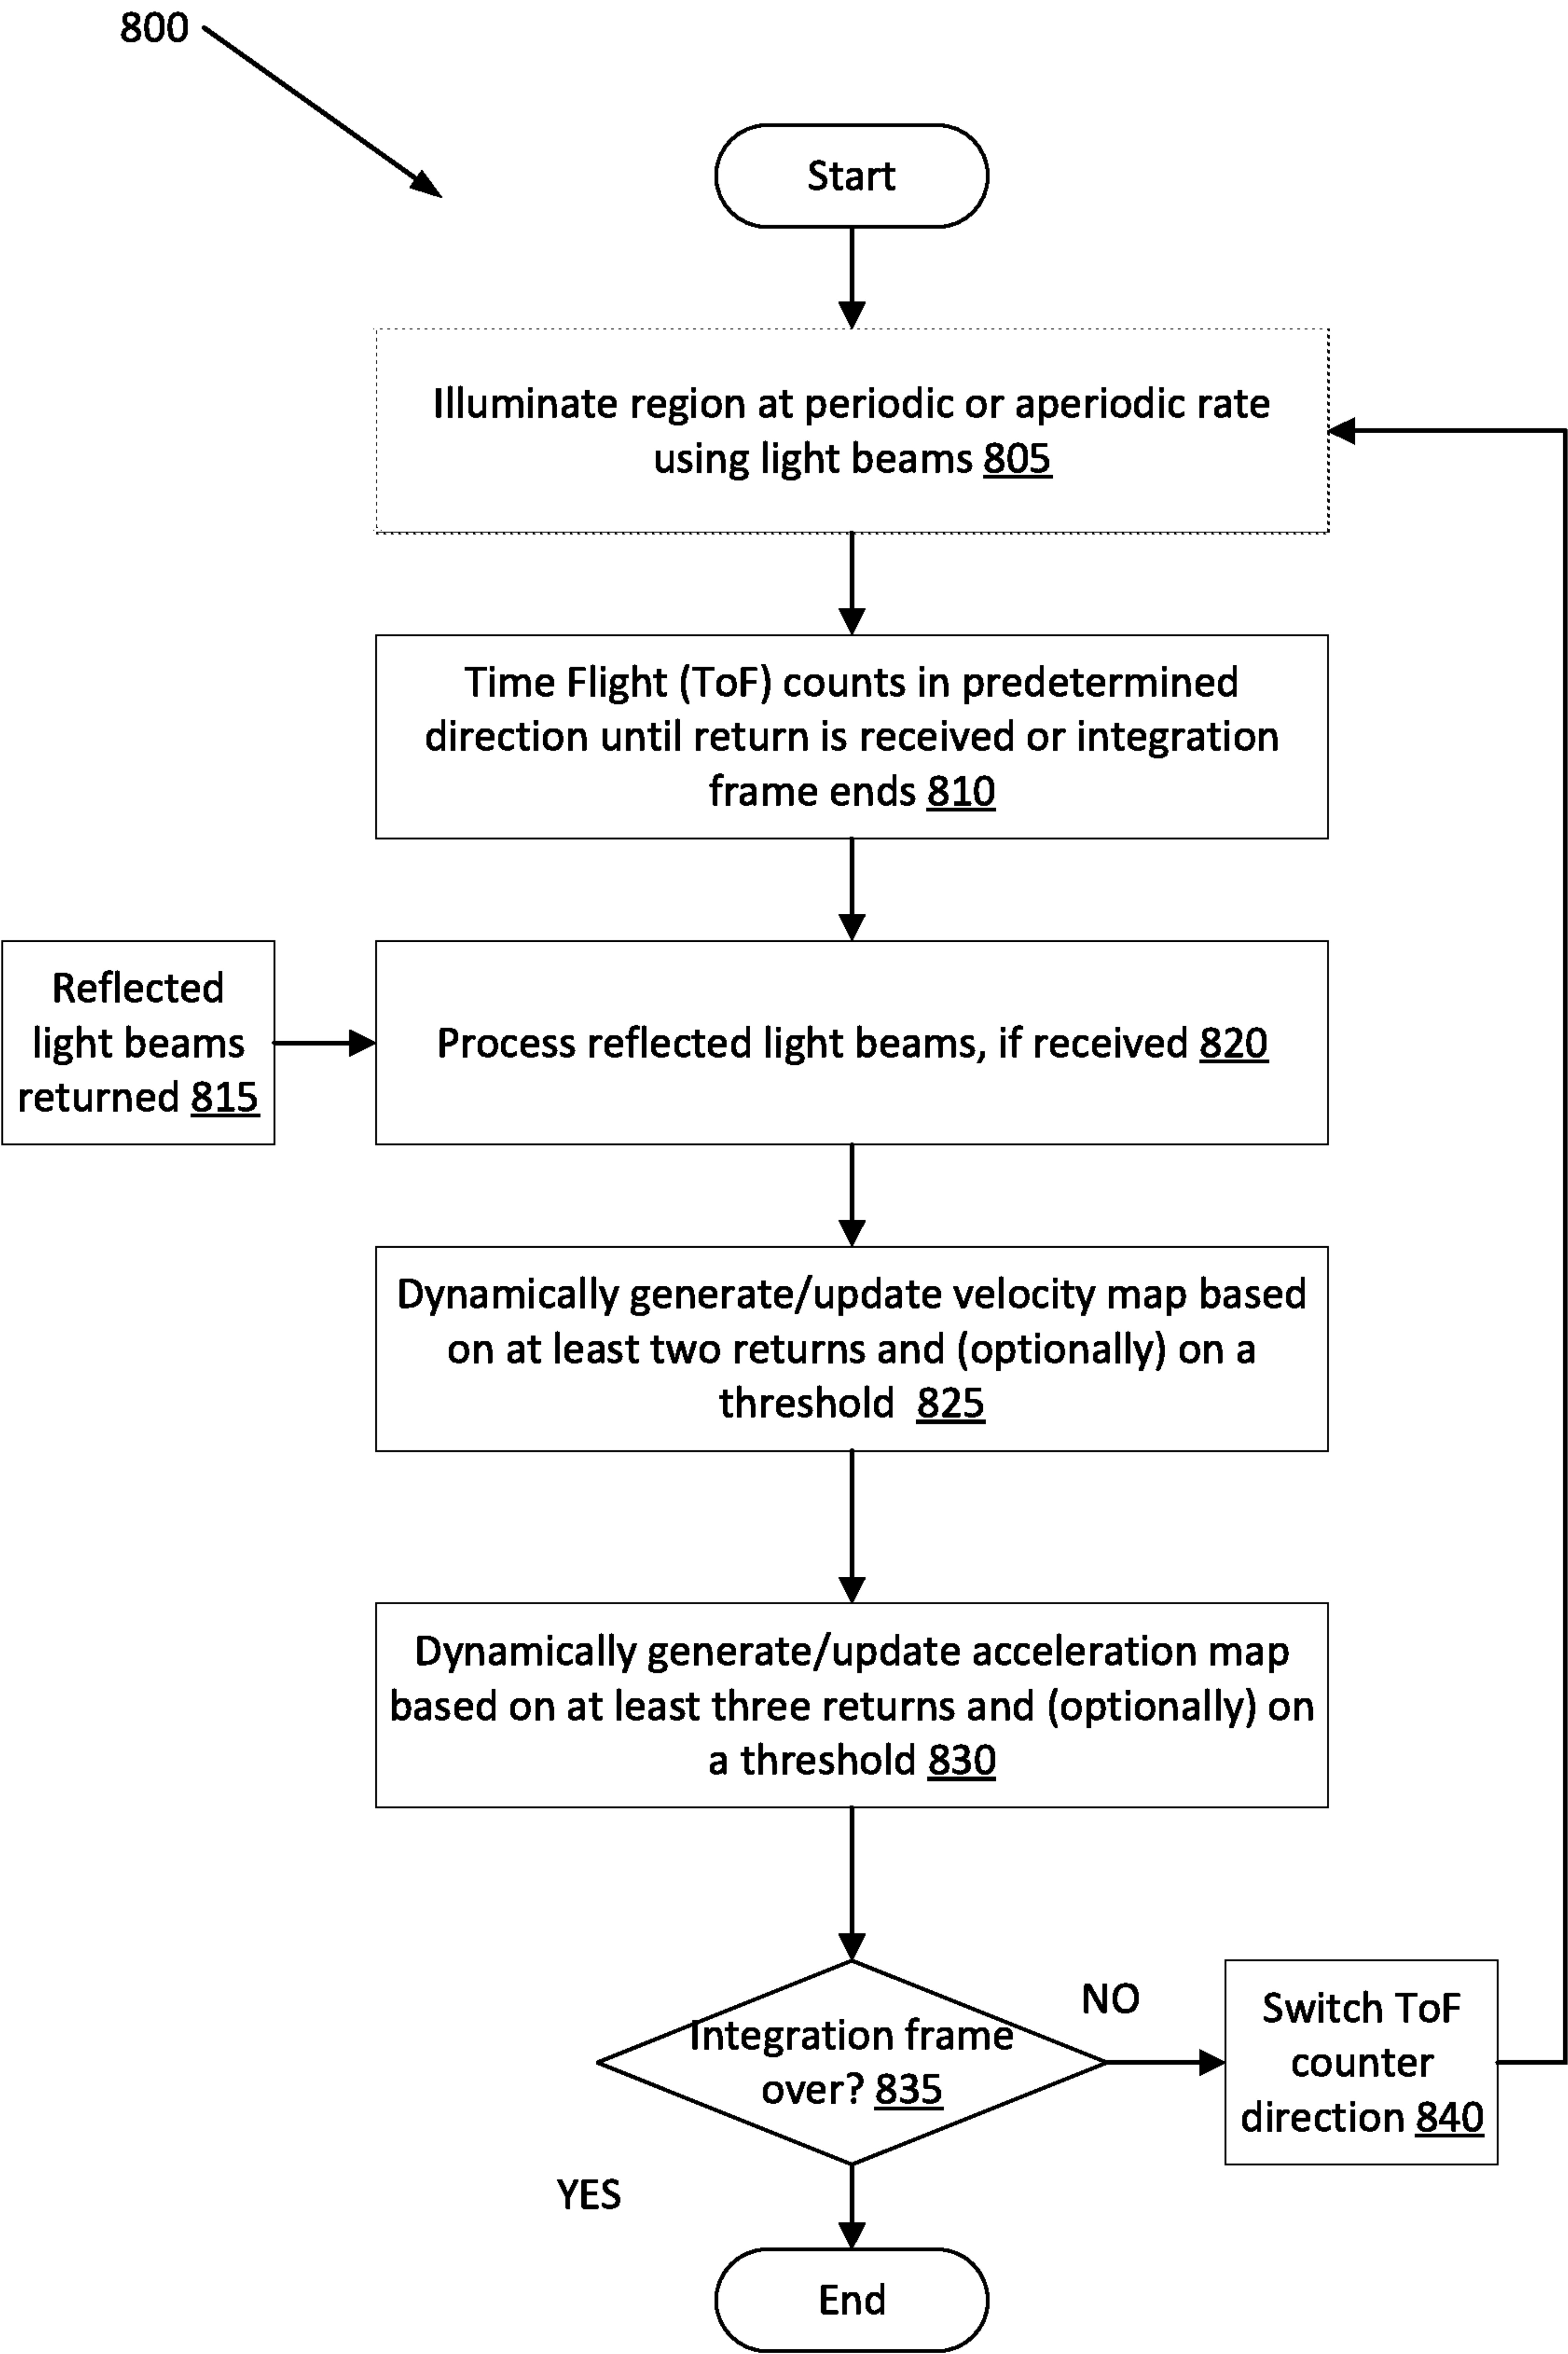 800
Start
Illuminate region at periodic or aperiodic rate
using light beams 805
Time Flight (ToF) counts in predetermined
direction until return is received or integration
frame ends 810
Reflected
light beams
returned 815
Process reflected light beams, if received 820
Dynamically generate/update velocity map based
on at least two returns and (optionally) on a
threshold 825
Dynamically generate/update acceleration map
based on at least three returns and (optionally) on
a threshold 830
Integration frame
over? 835
NO
Switch ToF
counter
direction 840
YES
End